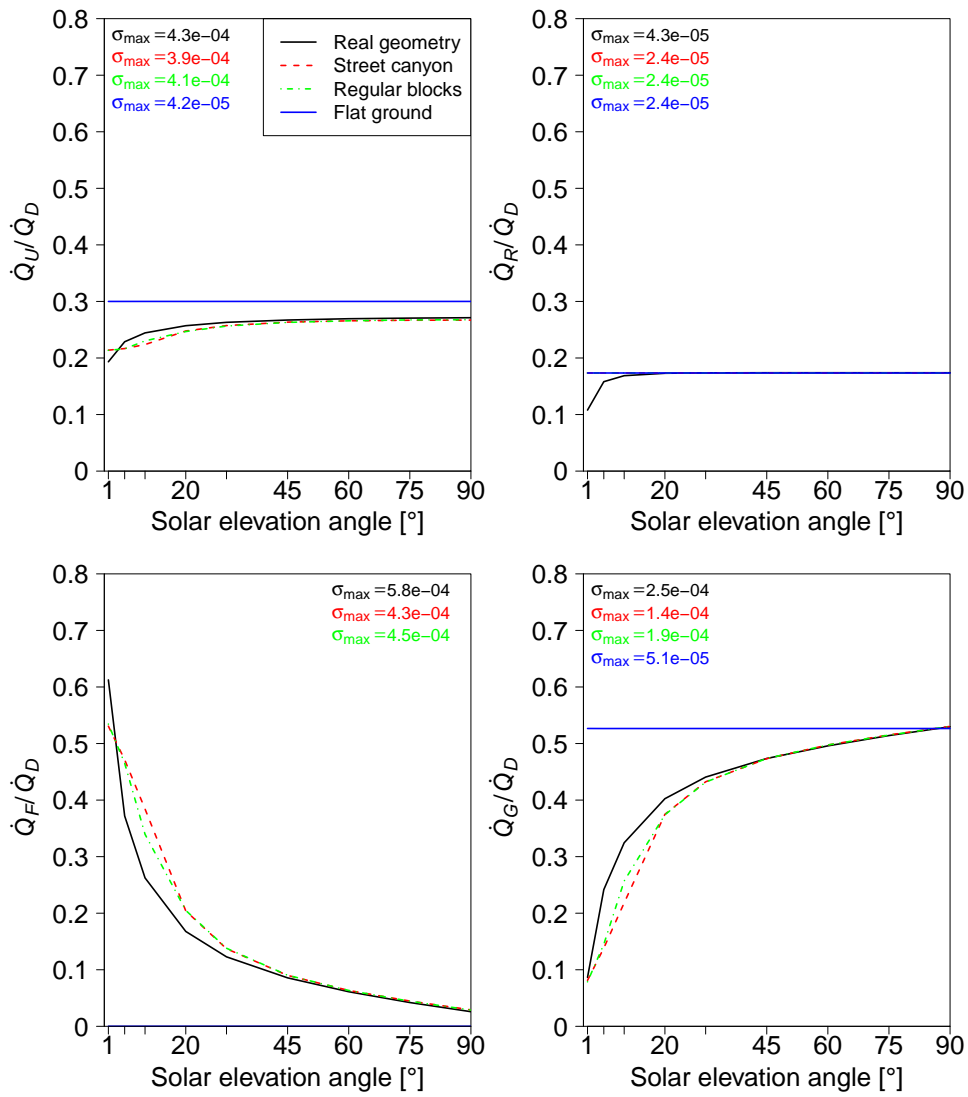 0.8
0.7
0.6
0.5
0.4
0.3
0.2
0.1
0
Q̇_U/Q̇_D
σmax=4.3e−04
σmax=3.9e−04
σmax=4.1e−04
σmax=4.2e−05
Real geometry
Street canyon
Regular blocks
Flat ground
1 20 45 60 75 90
Solar elevation angle [°]
0.8
0.7
0.6
0.5
0.4
0.3
0.2
0.1
0
Q̇_R/Q̇_D
σmax=4.3e−05
σmax=2.4e−05
σmax=2.4e−05
σmax=2.4e−05
1 20 45 60 75 90
Solar elevation angle [°]
0.8
0.7
0.6
0.5
0.4
0.3
0.2
0.1
0
Q̇_F/Q̇_D
σmax=5.8e−04
σmax=4.3e−04
σmax=4.5e−04
1 20 45 60 75 90
Solar elevation angle [°]
0.8
0.7
0.6
0.5
0.4
0.3
0.2
0.1
0
Q̇_G/Q̇_D
σmax=2.5e−04
σmax=1.4e−04
σmax=1.9e−04
σmax=5.1e−05
1 20 45 60 75 90
Solar elevation angle [°]